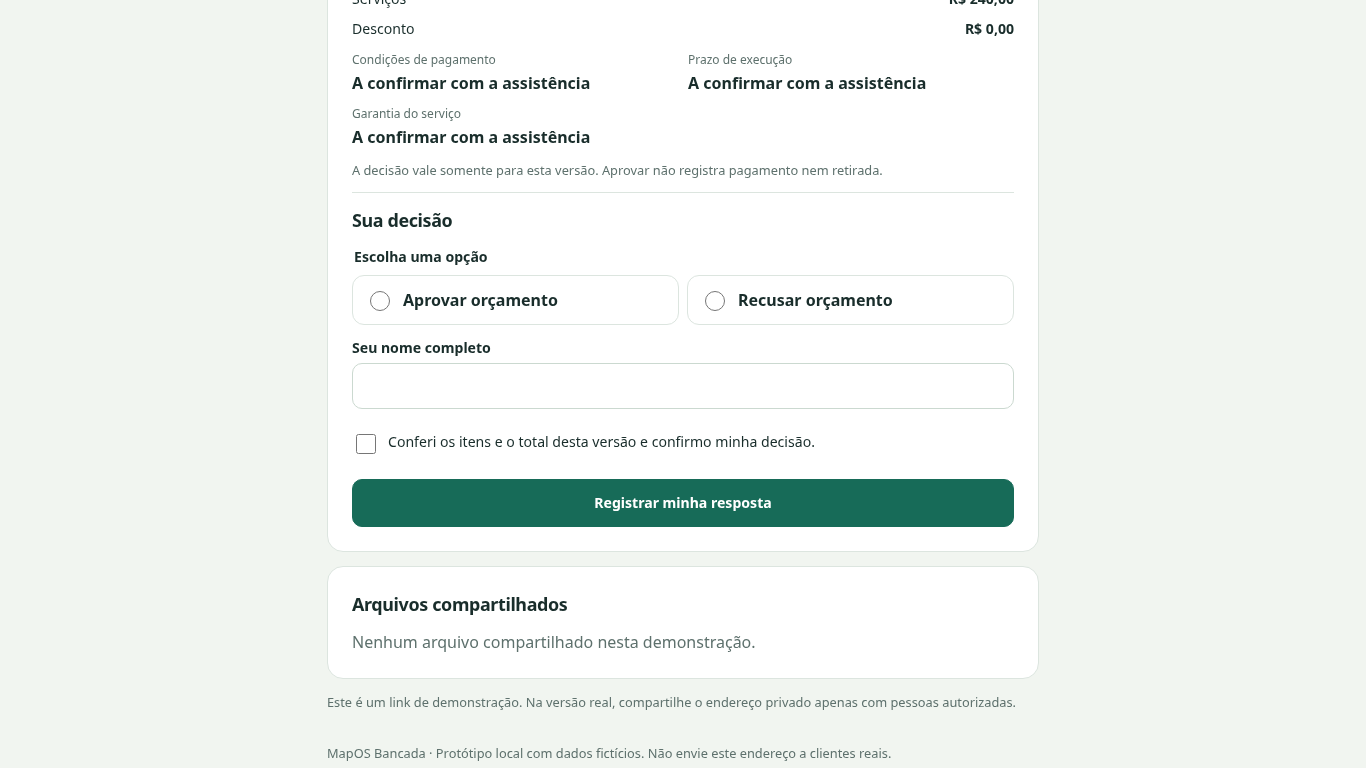 Serviços R$ 240,00
Desconto R$ 0,00
Condições de pagamento Prazo de execução
A confirmar com a assistência A confirmar com a assistência
Garantia do serviço
A confirmar com a assistência
A decisão vale somente para esta versão. Aprovar não registra pagamento nem retirada.
Sua decisão
Escolha uma opção
Aprovar orçamento Recusar orçamento
Seu nome completo
Conferi os itens e o total desta versão e confirmo minha decisão.
Registrar minha resposta
Arquivos compartilhados
Nenhum arquivo compartilhado nesta demonstração.
Este é um link de demonstração. Na versão real, compartilhe o endereço privado apenas com pessoas autorizadas.
MapOS Bancada · Protótipo local com dados fictícios. Não envie este endereço a clientes reais.